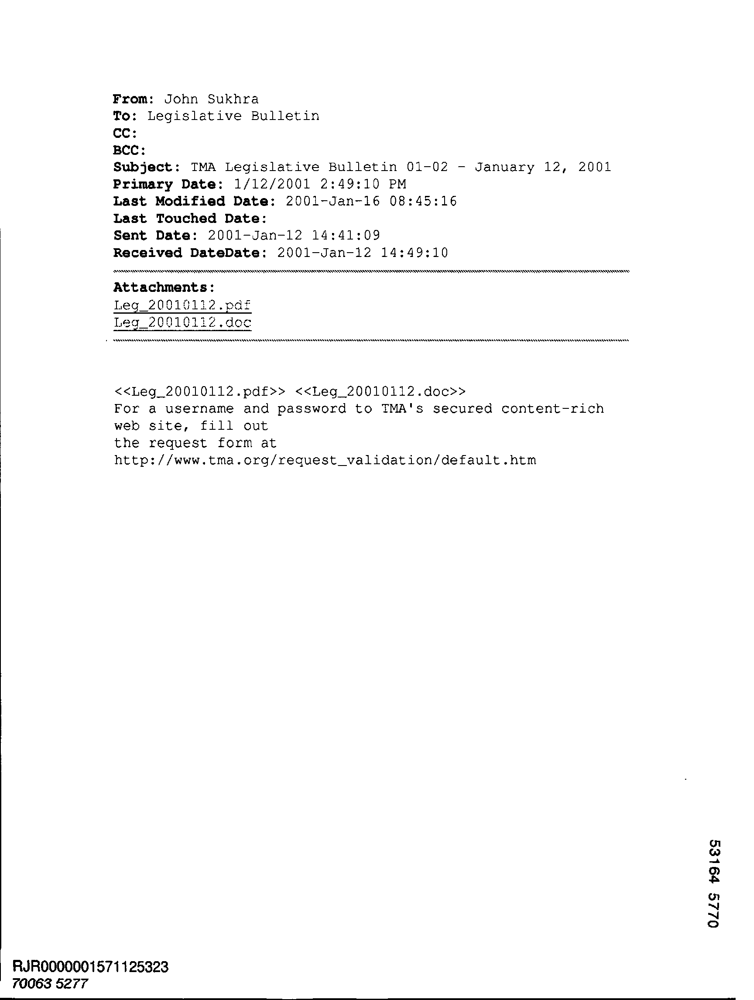 From: John Sukhra
To: Legislative Bulletin
CC:
BCC:
Subject: TMA Legislative Bulletin 01-02 - January 12, 2001
Primary Date: 1/12/2001 2:49:10 PM
Last Modified Date: 2001-Jan-16 08:45:16
Last Touched Date:
Sent Date: 2001-Jan-12 14:41:09
Received DateDate: 2001-Jan-12 14:49:10
Attachments:
Leg_20010112.pdf
Leg_20010112.doc
<<Leg_20010112.pdf>> <<Leg_20010112.doc>>
For a username and password to TMA's secured content-rich
web site, fill out
the request form at
http://www.tma.org/request_validation/default.htm
53164 5770
RJR0000001571125323
70063 5277